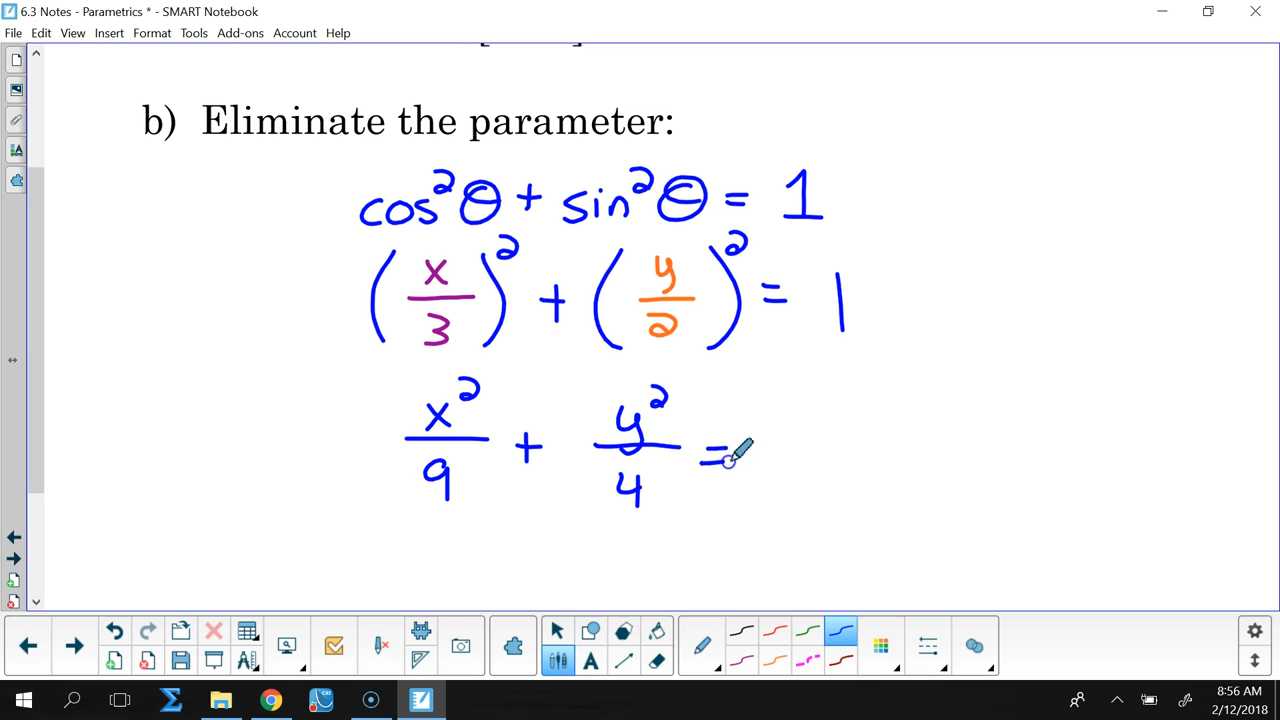 6.3 Notes - Parametrics * - SMART Notebook
File Edit View Insert Format Tools Add-ons Account Help
b) Eliminate the parameter:
cos²θ + sin²θ = 1
(x/3)² + (y/2)² = 1
x²/9 + y²/4 =
CAS
8:56 AM
2/12/2018